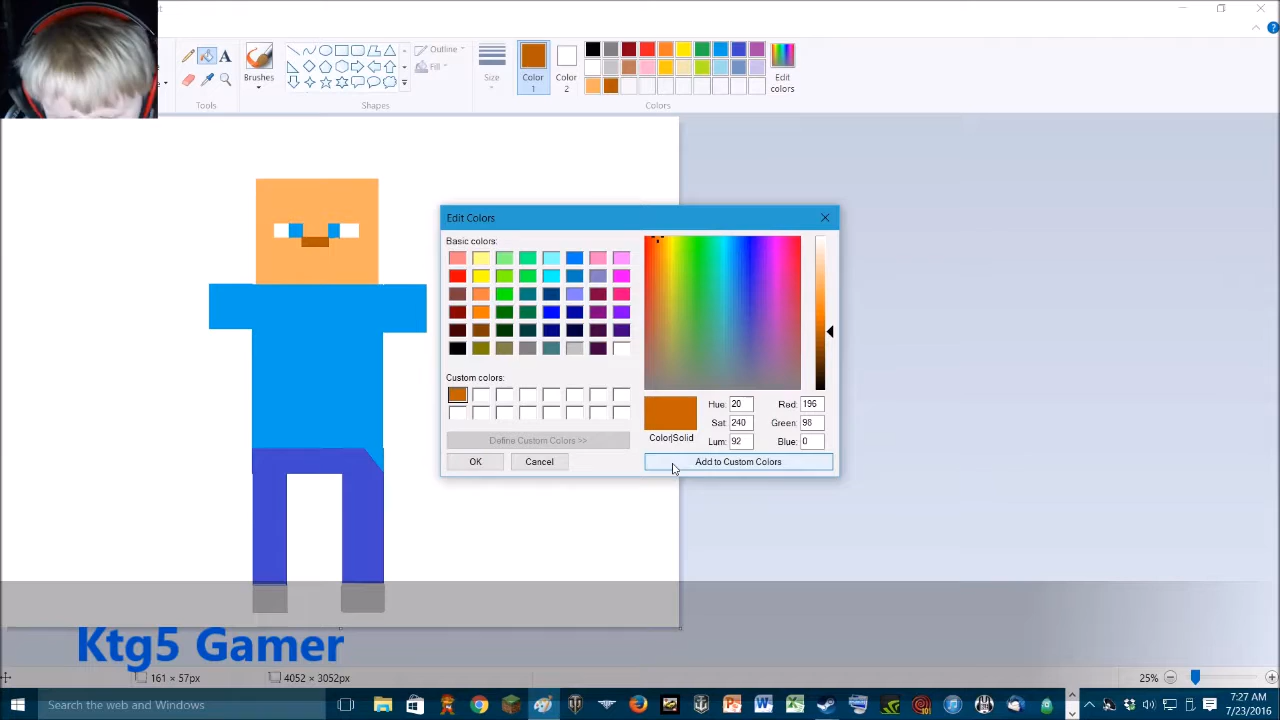 Outline
Fill
Brushes
Size
Color 1
Color 2
Edit colors
Tools
Shapes
Colors
Edit Colors
Basic colors:
Custom colors:
Define Custom Colors >>
OK
Cancel
Color|Solid
Hue: 20
Sat: 240
Lum: 92
Red: 196
Green: 98
Blue: 0
Add to Custom Colors
Ktg5 Gamer
161 × 57px
4052 × 3052px
25%
Search the web and Windows
7:27 AM
7/23/2016